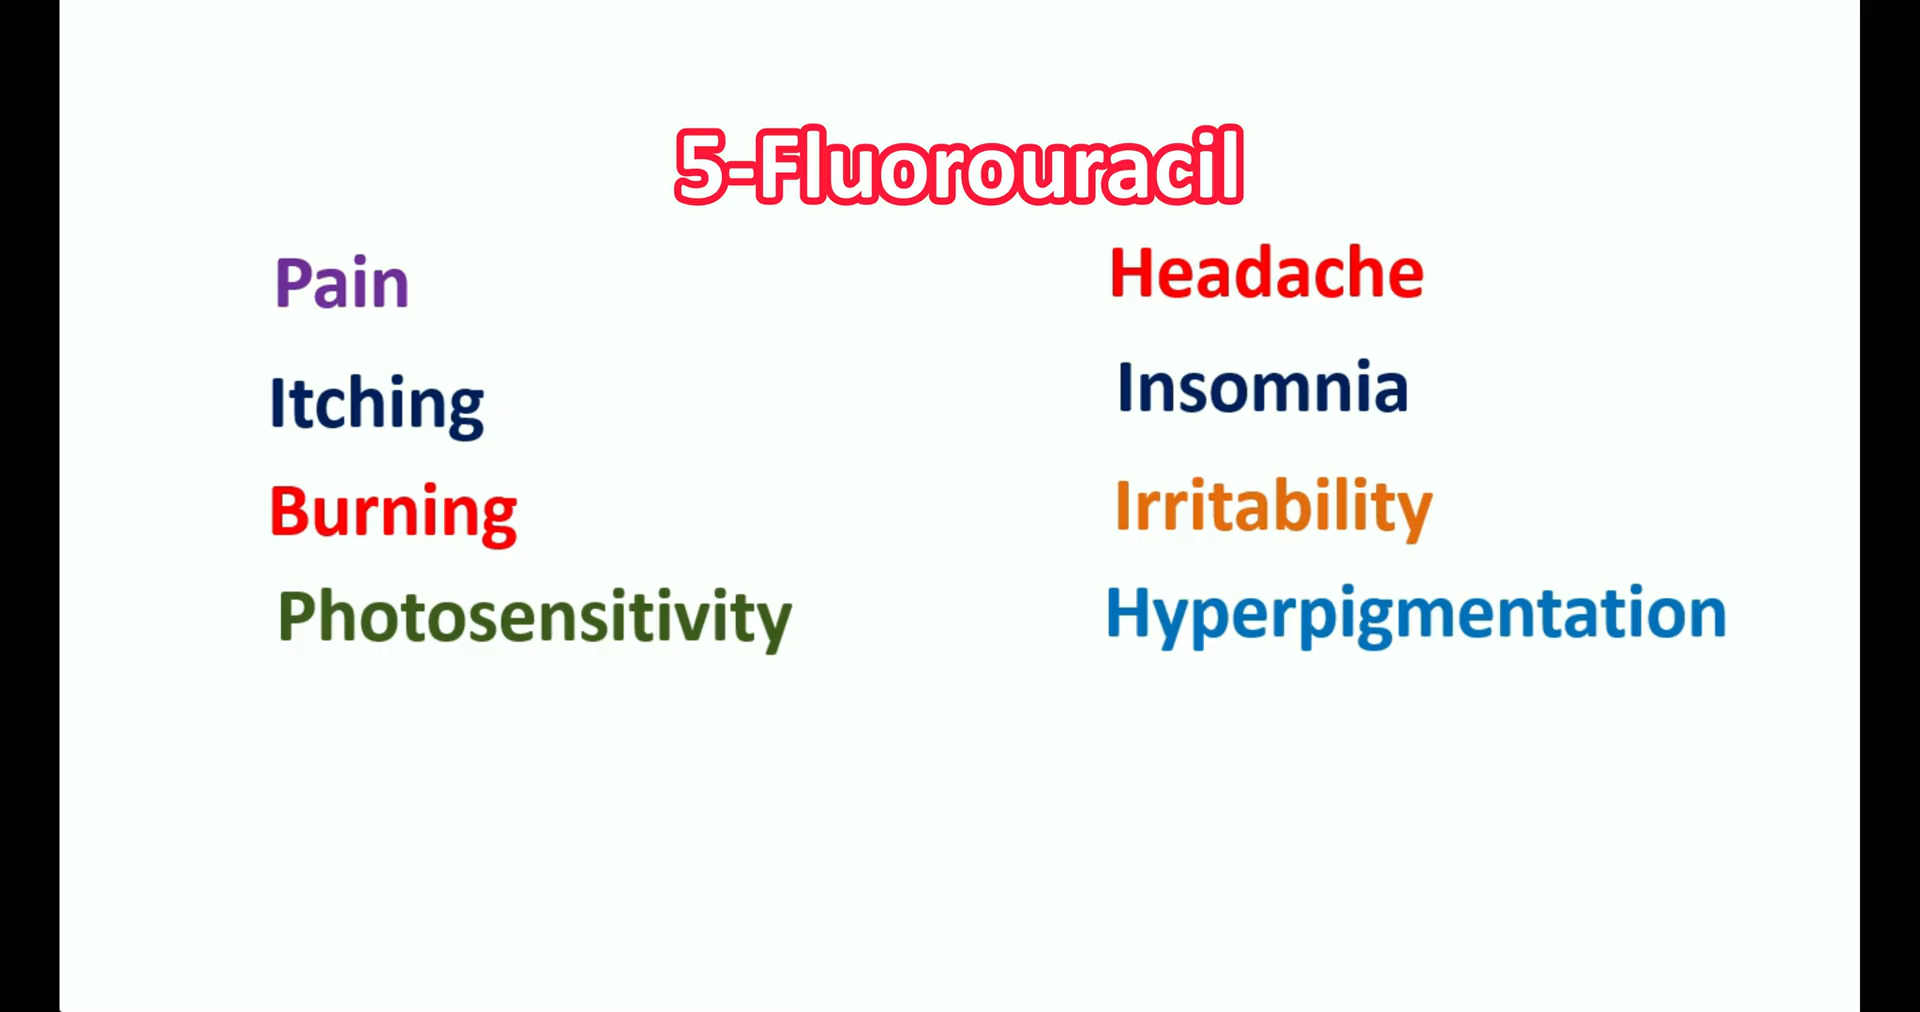 5-Fluorouracil
Pain
Itching
Burning
Photosensitivity
Headache
Insomnia
Irritability
Hyperpigmentation